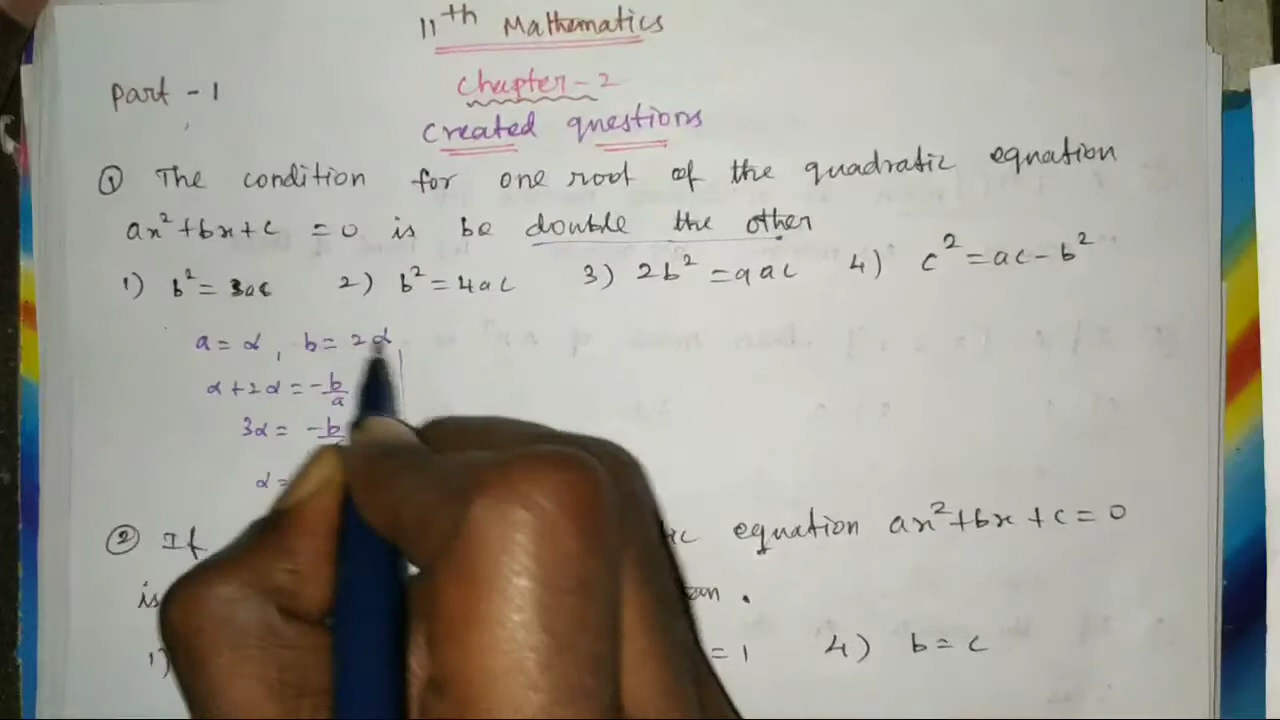 11th Mathematics
Part - 1
Chapter - 2
Created questions
① The condition for one root of the quadratic equation
ax²+bx+c = 0 is be double the other
1) b² = 3ac 2) b² = 4ac 3) 2b² = 9ac 4) c² = ac - b²
a = α, b = 2α
α + 2α = -b/a
3α = -b
α =
② If equation ax²+bx+c = 0
is
1) = 1 4) b = c